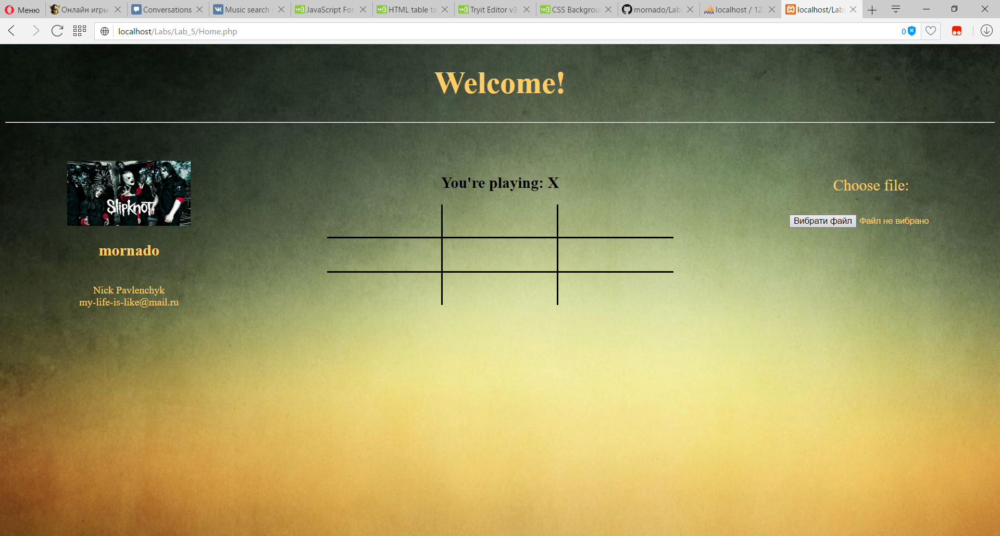 Меню
Онлайн игры
Conversations
Music search
JavaScript For
HTML table ta
Tryit Editor v3.
CSS Backgrou
mornado/Lab
localhost / 127
localhost/Lab
localhost/Labs/Lab_5/Home.php
0
Welcome!
SLIPKNOT
mornado
Nick Pavlenchyk
my-life-is-like@mail.ru
You're playing: X
Choose file:
Вибрати файл Файл не вибрано